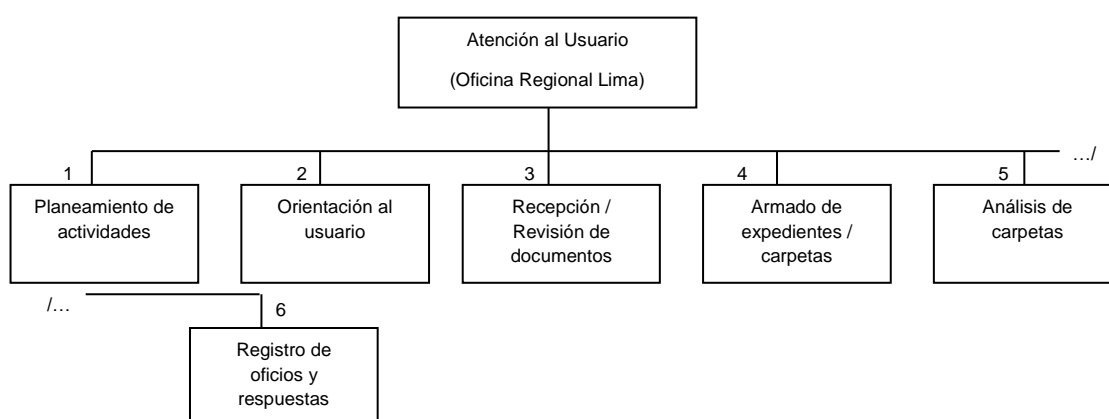 Atención al Usuario
(Oficina Regional Lima)
…/
1
2
3
4
5
Planeamiento de
actividades
Orientación al
usuario
Recepción /
Revisión de
documentos
Armado de
expedientes /
carpetas
Análisis de
carpetas
/…
6
Registro de
oficios y
respuestas